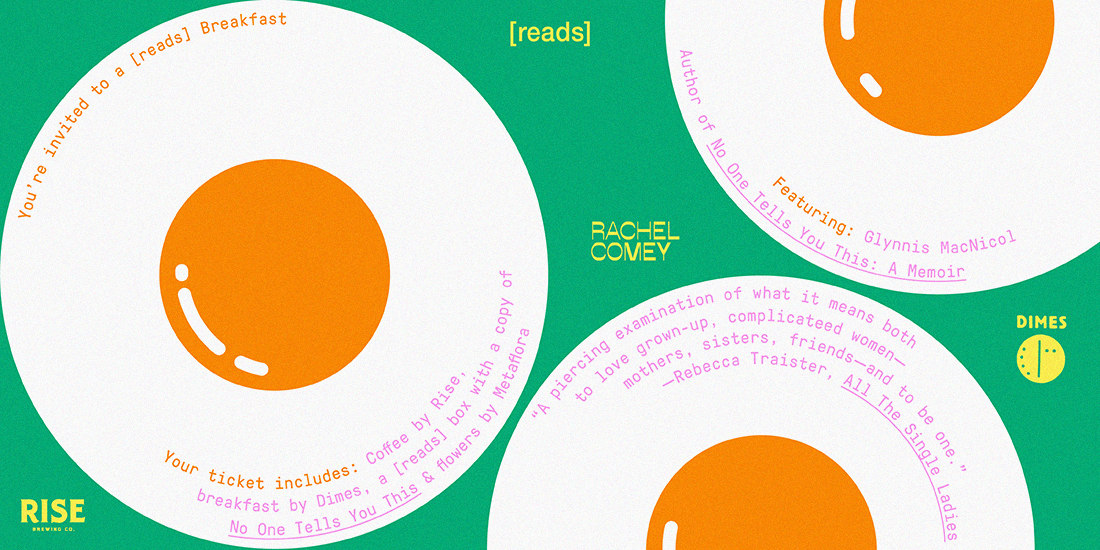 You're invited to a [reads] Breakfast
Your ticket includes: Coffee by Rise,
breakfast by Dimes, a [reads] box with a copy of
No One Tells You This & flowers by Metaflora
RISE
BREWING CO.
[reads]
RACHEL
COMEY
Featuring: Glynnis MacNicol
Author of No One Tells You This: A Memoir
"A piercing examination of what it means both
to love grown-up, complicateed women—
mothers, sisters, friends—and to be one."
—Rebecca Traister, All The Single Ladies
DIMES